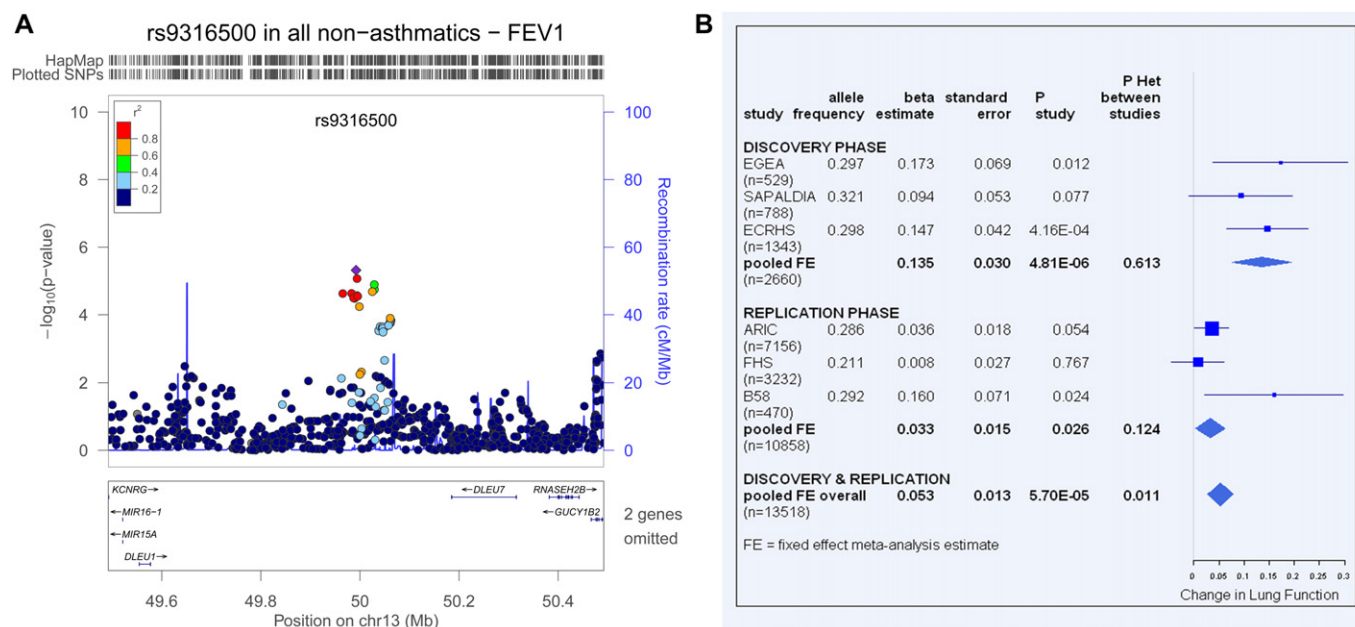 A
rs9316500 in all non−asthmatics − FEV1
HapMap
Plotted SNPs
r2
0.8
0.6
0.4
0.2
rs9316500
10
8
6
4
2
0
−log10(p−value)
100
80
60
40
20
0
Recombination rate (cM/Mb)
KCNRG→
←DLEU7
RNASEH2B→
←MIR16−1
←GUCY1B2
←MIR15A
DLEU1→
2 genes
omitted
49.6 49.8 50 50.2 50.4
Position on chr13 (Mb)
B
P Het
allele beta standard P between
study frequency estimate error study studies
DISCOVERY PHASE
EGEA 0.297 0.173 0.069 0.012
(n=529)
SAPALDIA 0.321 0.094 0.053 0.077
(n=788)
ECRHS 0.298 0.147 0.042 4.16E-04
(n=1343)
pooled FE 0.135 0.030 4.81E-06 0.613
(n=2660)
REPLICATION PHASE
ARIC 0.286 0.036 0.018 0.054
(n=7156)
FHS 0.211 0.008 0.027 0.767
(n=3232)
B58 0.292 0.160 0.071 0.024
(n=470)
pooled FE 0.033 0.015 0.026 0.124
(n=10858)
DISCOVERY & REPLICATION
pooled FE overall 0.053 0.013 5.70E-05 0.011
(n=13518)
FE = fixed effect meta-analysis estimate
0 0.05 0.1 0.15 0.2 0.25 0.3
Change in Lung Function